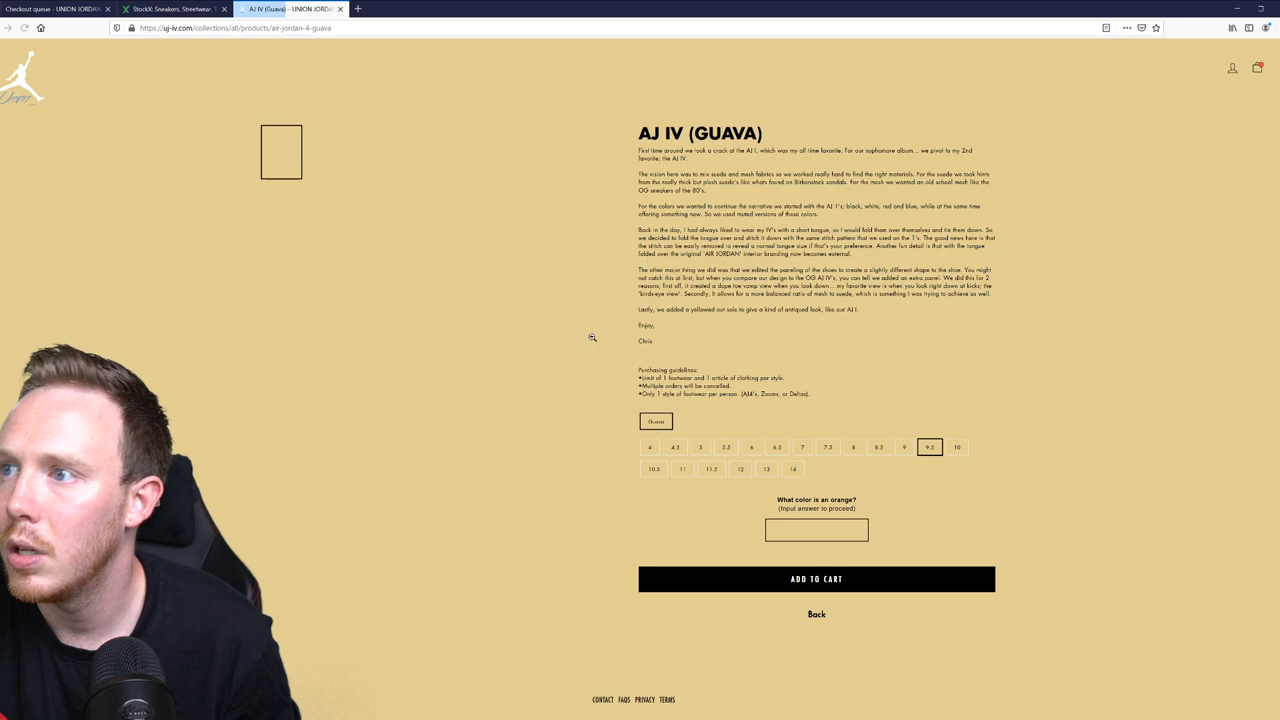 Checkout queue - UNION JORDAN
StockX: Sneakers, Streetwear, T
AJ IV (Guava) – UNION JORDA
https://uj-iv.com/collections/all/products/air-jordan-4-guava
Union
AJ IV (GUAVA)
First time around we took a crack at the AJ I, which was my all time favorite. For our sophomore album... we pivot to my 2nd
favorite; the AJ IV.
The vision here was to mix suede and mesh fabrics so we worked really hard to find the right materials. For the suede we took hints
from the really thick but plush suede's like whats found on Birkenstock sandals. For the mesh we wanted an old school mesh like the
OG sneakers of the 80's.
For the colors we wanted to continue the narrative we started with the AJ 1's; black, white, red and blue, while at the same time
offering something now. So we used muted versions of those colors.
Back in the day, I had always liked to wear my IV's with a short tongue, so I would fold them over themselves and tie them down. So
we decided to fold the tongue over and stitch it down with the same stitch pattern that we used on the 1's. The good news here is that
the stitch can be easily removed to reveal a normal tongue size if that's your preference. Another fun detail is that with the tongue
folded over the original "AIR JORDAN" interior branding now becomes external.
The other major thing we did was that we edited the paneling of the shoes to create a slightly different shape to the shoe. You might
not catch this at first, but when you compare our design to the OG AJ IV's, you can tell we added an extra panel. We did this for 2
reasons; first off, it created a dope toe vamp view when you look down... my favorite view is when you look right down at kicks; the
'birds-eye view'. Secondly, it allows for a more balanced ratio of mesh to suede, which is something I was trying to achieve as well.
Lastly, we added a yellowed out sole to give a kind of antiqued look, like our AJ I.
Enjoy,
Chris
Purchasing guidelines:
•Limit of 1 footwear and 1 article of clothing per style.
•Multiple orders will be cancelled.
•Only 1 style of footwear per person. (AJ4's, Zooms, or Deltas).
Guava
4 4.5 5 5.5 6 6.5 7 7.5 8 8.5 9 9.5 10
10.5 11 11.5 12 13 14
What color is an orange?
(Input answer to proceed)
ADD TO CART
Back
CONTACT FAQS PRIVACY TERMS